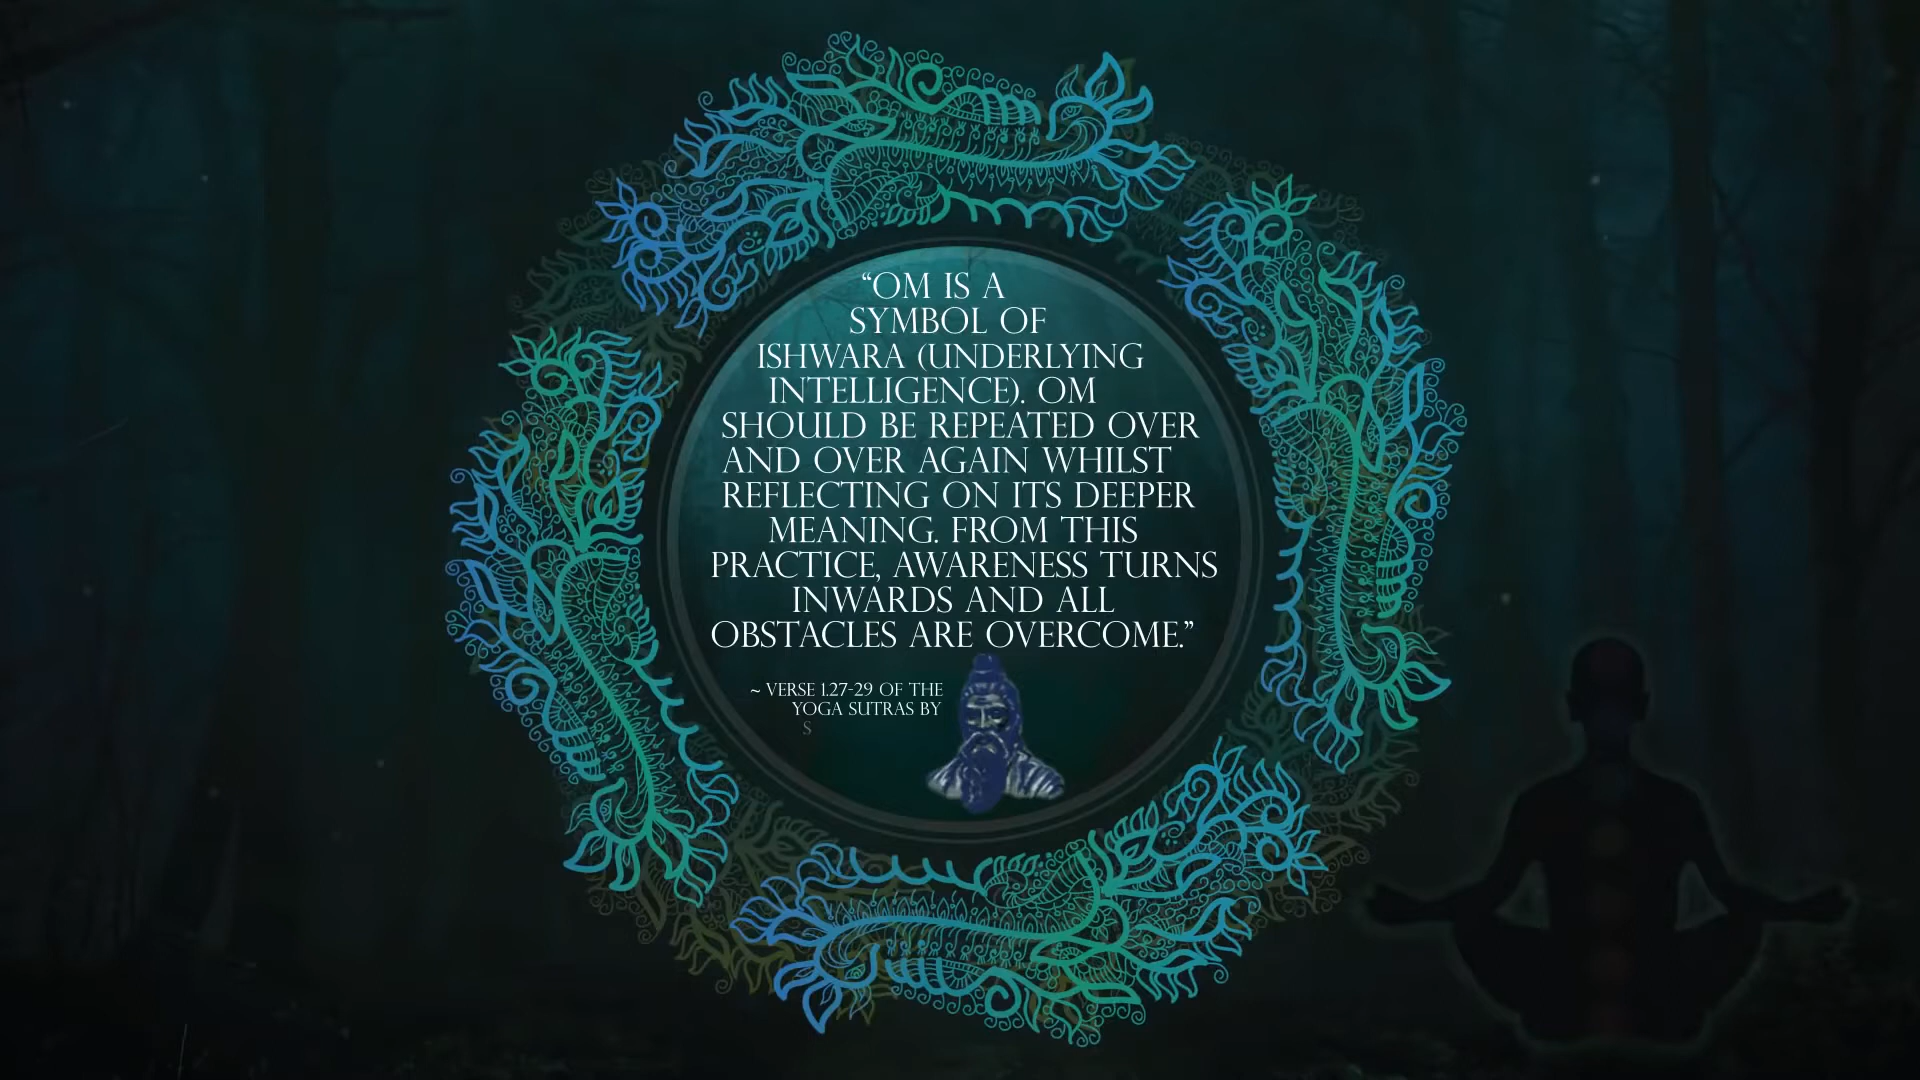 “OM IS A
SYMBOL OF
ISHWARA (UNDERLYING
INTELLIGENCE). OM
SHOULD BE REPEATED OVER
AND OVER AGAIN WHILST
REFLECTING ON ITS DEEPER
MEANING. FROM THIS
PRACTICE, AWARENESS TURNS
INWARDS AND ALL
OBSTACLES ARE OVERCOME.”
~ VERSE 1.27-29 OF THE
YOGA SUTRAS BY
S